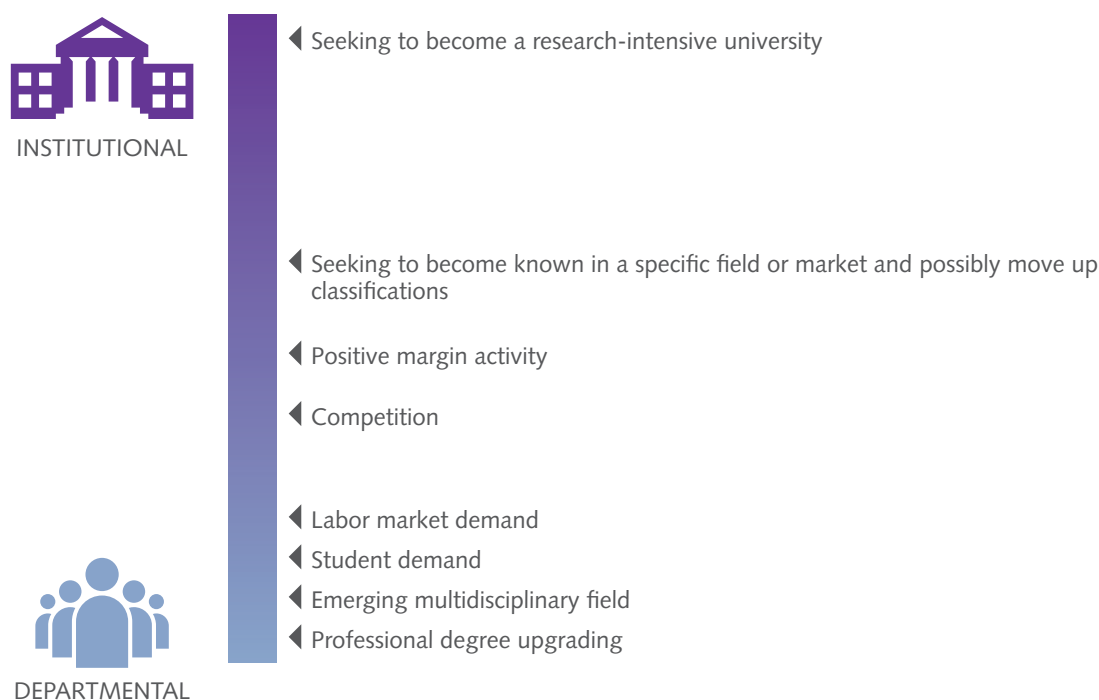 Seeking to become a research-intensive university
INSTITUTIONAL
Seeking to become known in a specific field or market and possibly move up
classifications
Positive margin activity
Competition
Labor market demand
Student demand
Emerging multidisciplinary field
Professional degree upgrading
DEPARTMENTAL